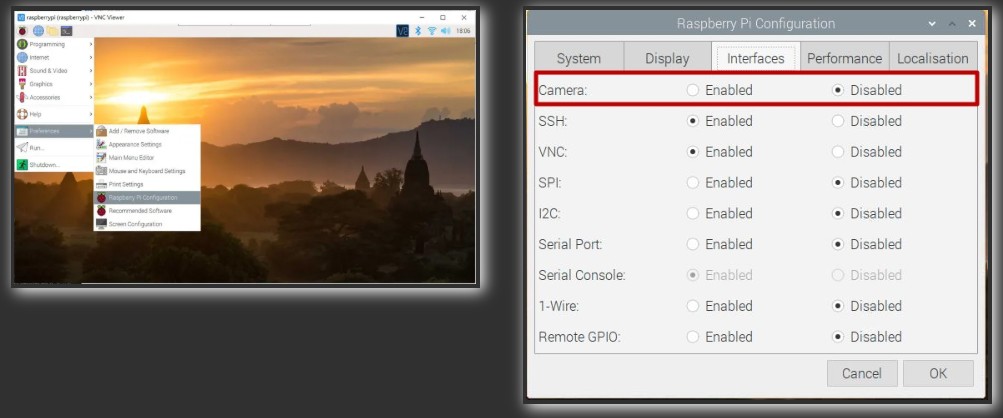 raspberrypi (raspberrypi) - VNC Viewer
18:06
Programming
Internet
Sound & Video
Graphics
Accessories
Help
Preferences
Run...
Shutdown...
Add / Remove Software
Appearance Settings
Main Menu Editor
Mouse and Keyboard Settings
Print Settings
Raspberry Pi Configuration
Recommended Software
Screen Configuration
Raspberry Pi Configuration
System Display Interfaces Performance Localisation
Camera: Enabled Disabled
SSH: Enabled Disabled
VNC: Enabled Disabled
SPI: Enabled Disabled
I2C: Enabled Disabled
Serial Port: Enabled Disabled
Serial Console: Enabled Disabled
1-Wire: Enabled Disabled
Remote GPIO: Enabled Disabled
Cancel OK